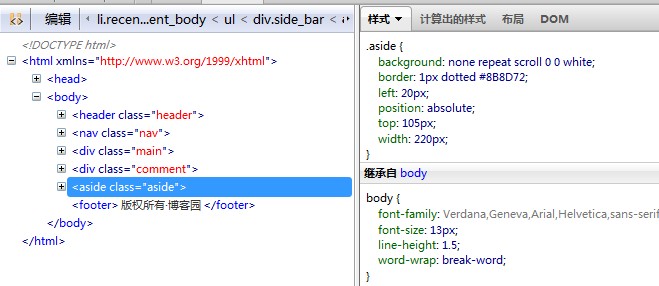 编辑 li.recen...ent_body < ul < div.side_bar <
<!DOCTYPE html>
<html xmlns="http://www.w3.org/1999/xhtml">
<head>
<body>
<header class="header">
<nav class="nav">
<div class="main">
<div class="comment">
<aside class="aside">
<footer> 版权所有·博客园 </footer>
</body>
</html>
样式 计算出的样式 布局 DOM
.aside {
background: none repeat scroll 0 0 white;
border: 1px dotted #8B8D72;
left: 20px;
position: absolute;
top: 105px;
width: 220px;
}
继承自 body
body {
font-family: Verdana,Geneva,Arial,Helvetica,sans-serif
font-size: 13px;
line-height: 1.5;
word-wrap: break-word;
}